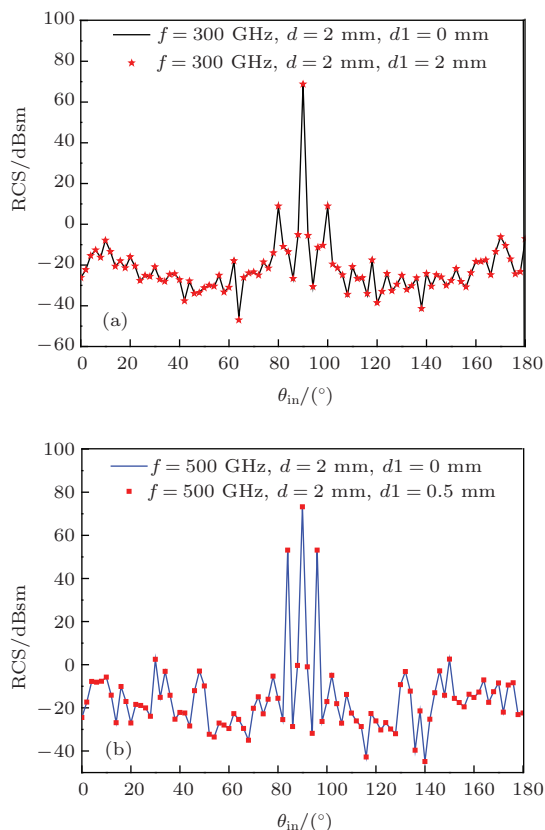 100
80
60
40
20
0
−20
−40
−60
RCS/dBsm
f = 300 GHz, d = 2 mm, d1 = 0 mm
f = 300 GHz, d = 2 mm, d1 = 2 mm
(a)
0 20 40 60 80 100 120 140 160 180
θin/(°)
100
80
60
40
20
0
−20
−40
RCS/dBsm
f = 500 GHz, d = 2 mm, d1 = 0 mm
f = 500 GHz, d = 2 mm, d1 = 0.5 mm
(b)
0 20 40 60 80 100 120 140 160 180
θin/(°)